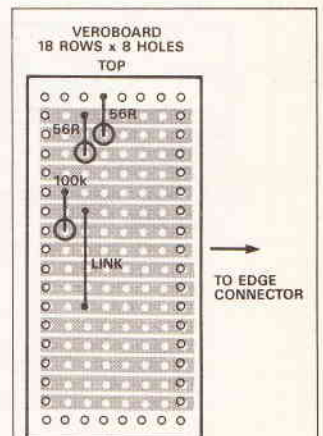 VEROBOARD
18 ROWS x 8 HOLES
TOP
56R
56R
100k
LINK
TO EDGE
CONNECTOR